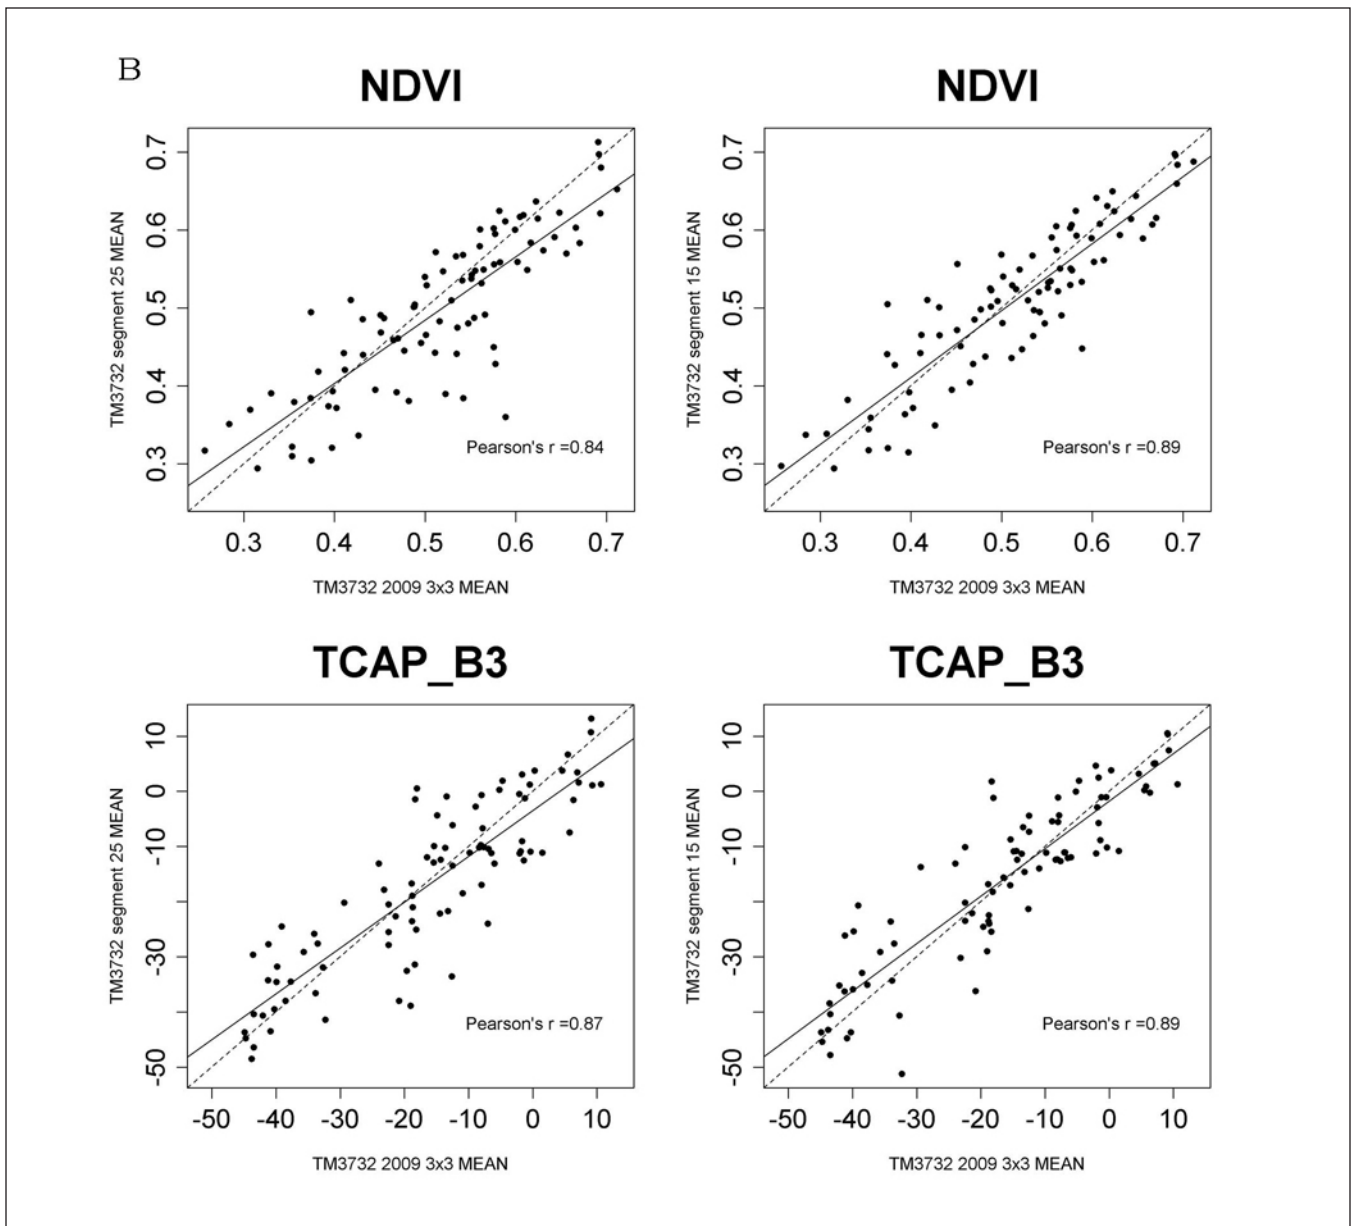 B
NDVI
TM3732 segment 25 MEAN
0.7
0.6
0.5
0.4
0.3
Pearson's r =0.84
0.3 0.4 0.5 0.6 0.7
TM3732 2009 3x3 MEAN
NDVI
TM3732 segment 15 MEAN
0.7
0.6
0.5
0.4
0.3
Pearson's r =0.89
0.3 0.4 0.5 0.6 0.7
TM3732 2009 3x3 MEAN
TCAP_B3
TM3732 segment 25 MEAN
10
0
-10
-30
-50
Pearson's r =0.87
-50 -40 -30 -20 -10 0 10
TM3732 2009 3x3 MEAN
TCAP_B3
TM3732 segment 15 MEAN
10
0
-10
-30
-50
Pearson's r =0.89
-50 -40 -30 -20 -10 0 10
TM3732 2009 3x3 MEAN